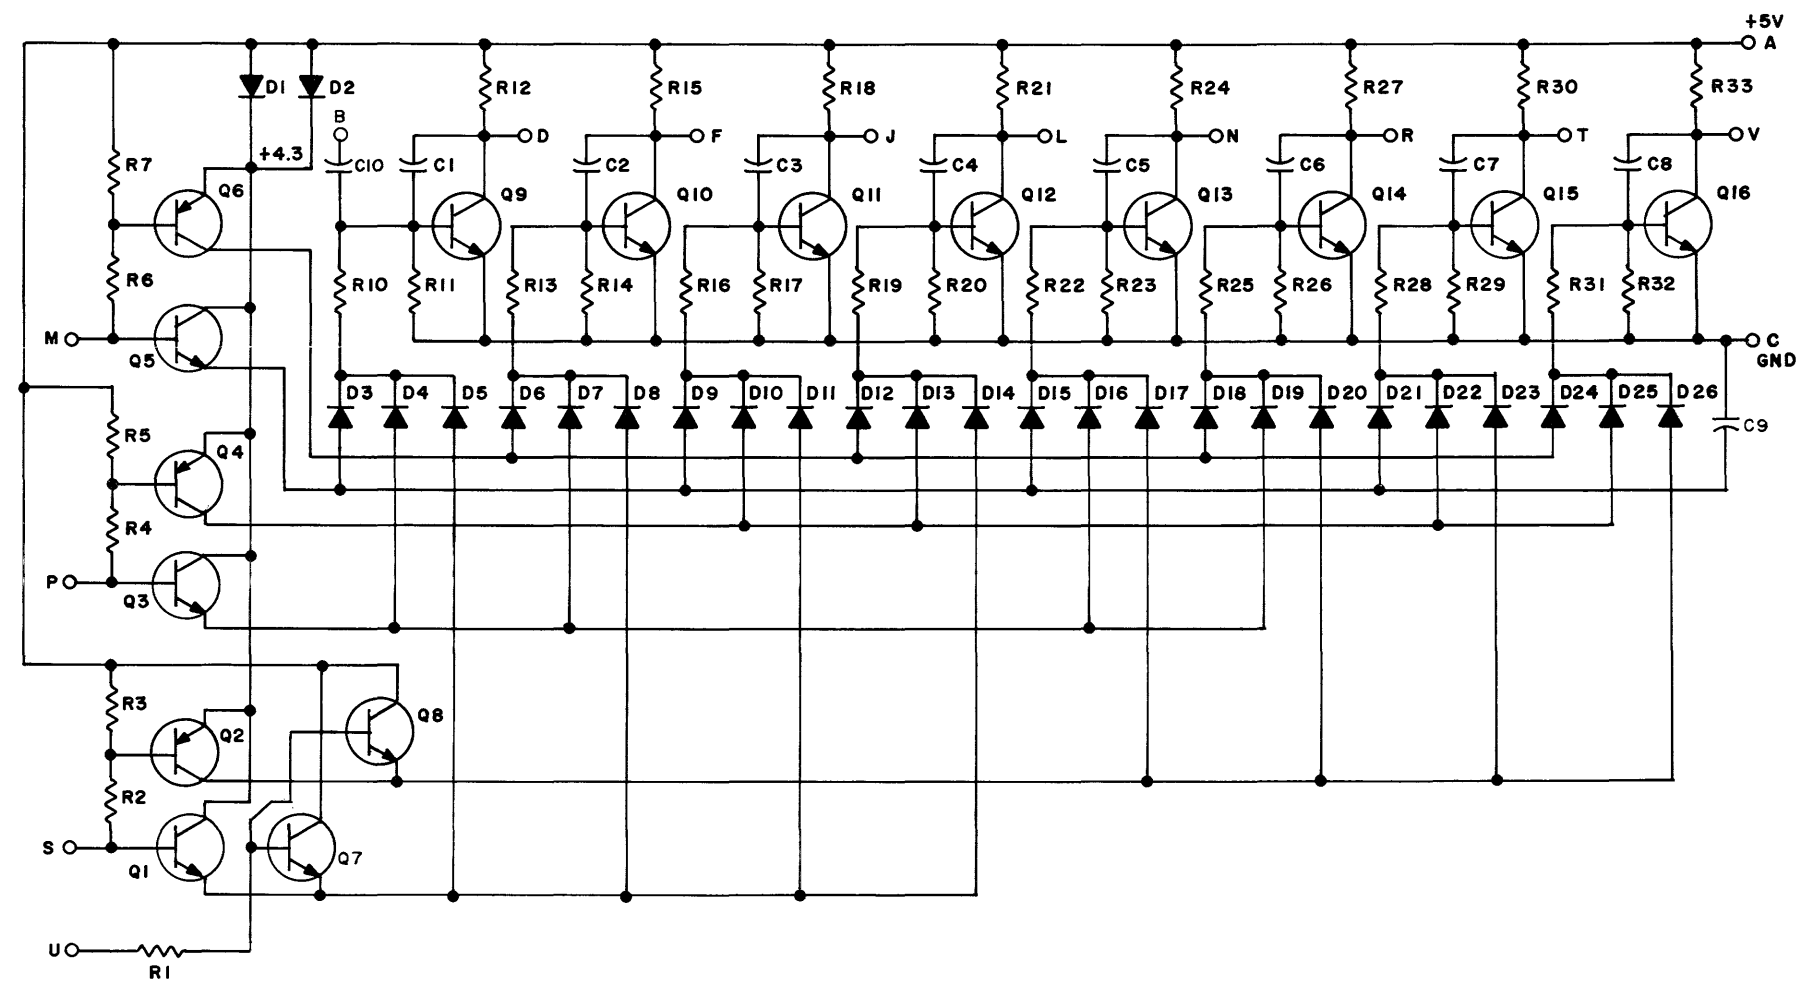 +5V
A
D1
D2
R12
R15
R18
R21
R24
R27
R30
R33
B
D
F
J
L
N
R
T
V
+4.3
R7
C10
C1
C2
C3
C4
C5
C6
C7
C8
Q6
Q9
Q10
Q11
Q12
Q13
Q14
Q15
Q16
R6
R10
R11
R13
R14
R16
R17
R19
R20
R22
R23
R25
R26
R28
R29
R31
R32
M
Q5
C
GND
D3
D4
D5
D6
D7
D8
D9
D10
D11
D12
D13
D14
D15
D16
D17
D18
D19
D20
D21
D22
D23
D24
D25
D26
C9
R5
Q4
R4
P
Q3
R3
Q2
Q8
R2
S
Q1
Q7
U
R1